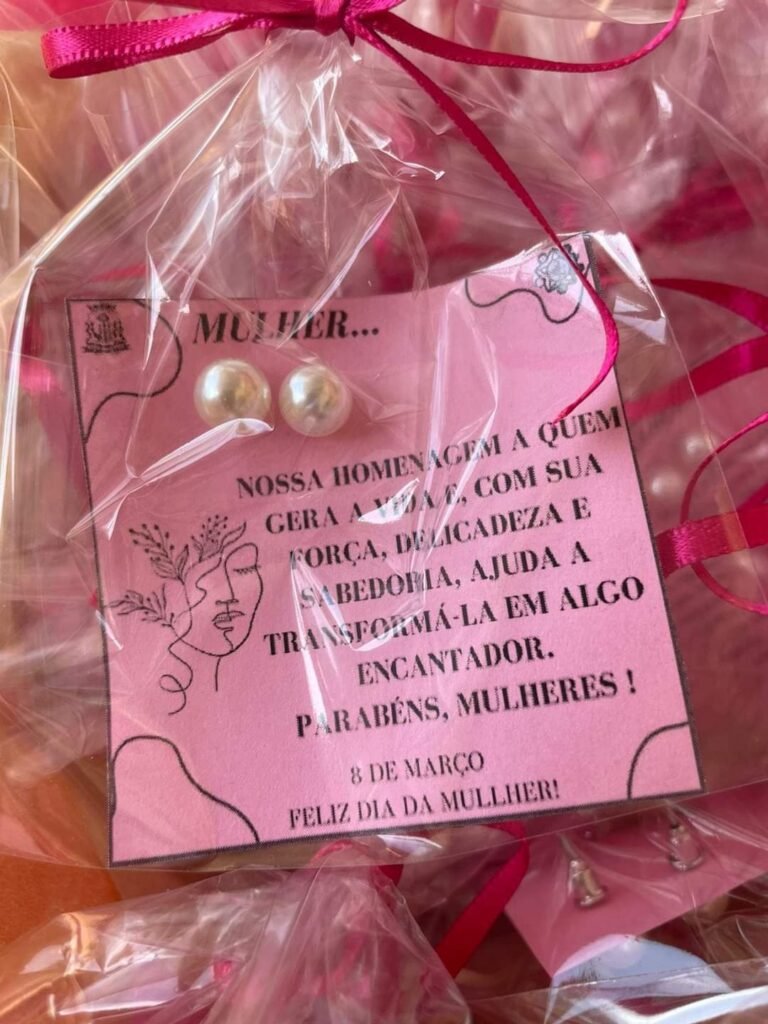 MULHER...
NOSSA HOMENAGEM A QUEM
GERA A VIDA E, COM SUA
FORÇA, DELICADEZA E
SABEDORIA, AJUDA A
TRANSFORMÁ-LA EM ALGO
ENCANTADOR.
PARABÉNS, MULHERES !
8 DE MARÇO
FELIZ DIA DA MULLHER!